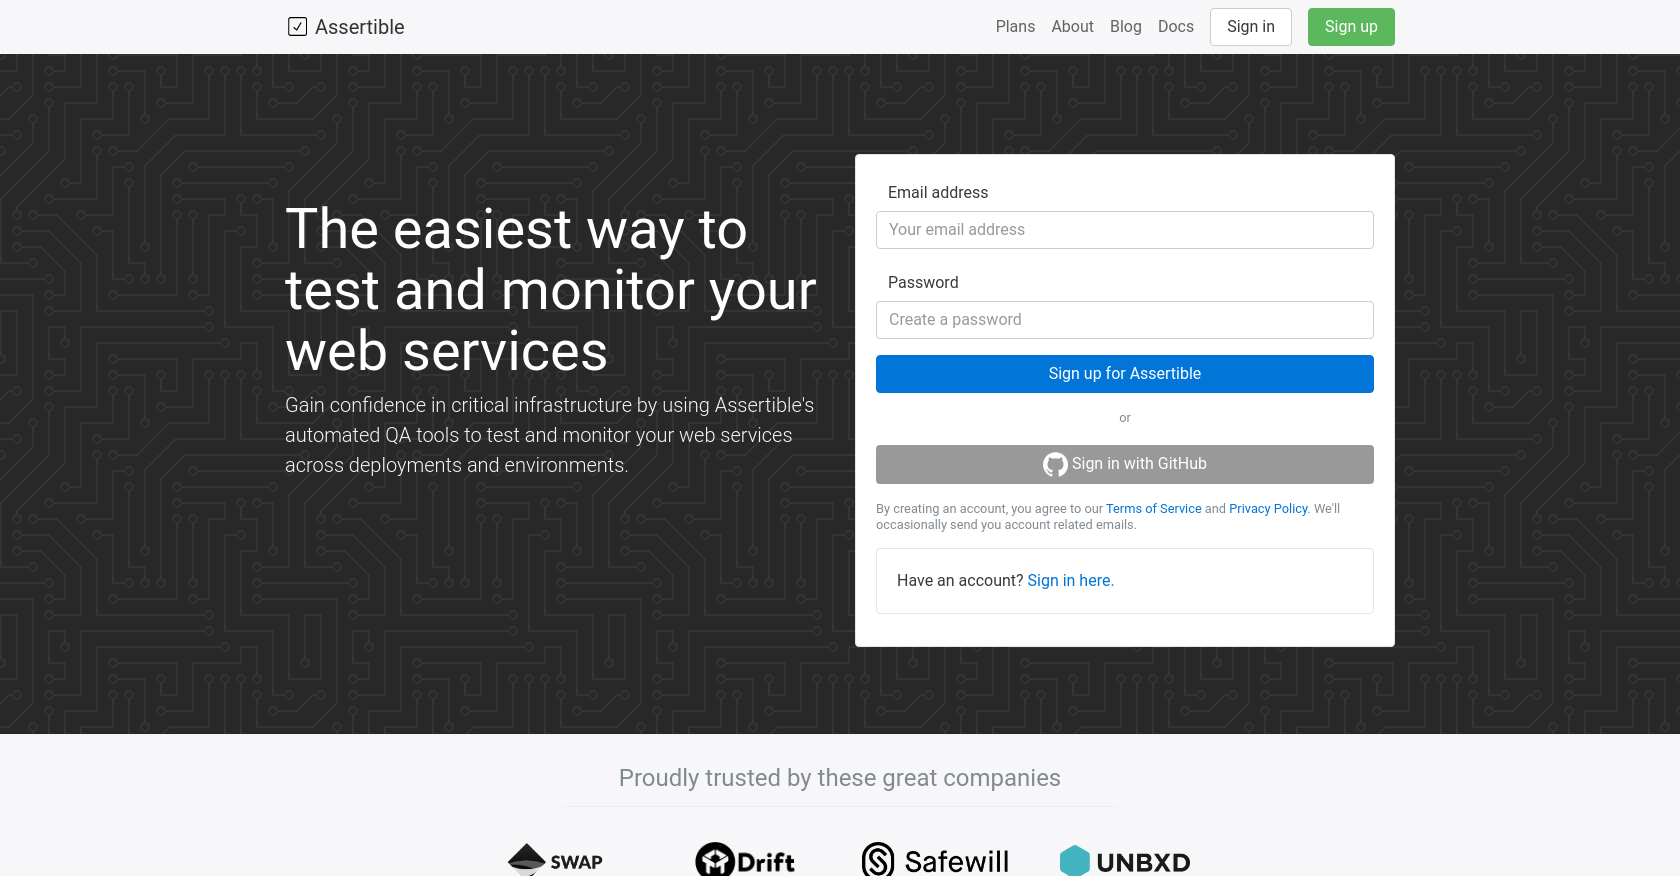 Assertible
Plans About Blog Docs Sign in Sign up
The easiest way to
test and monitor your
web services
Gain confidence in critical infrastructure by using Assertible's
automated QA tools to test and monitor your web services
across deployments and environments.
Email address
Your email address
Password
Create a password
Sign up for Assertible
or
Sign in with GitHub
By creating an account, you agree to our Terms of Service and Privacy Policy. We'll
occasionally send you account related emails.
Have an account? Sign in here.
Proudly trusted by these great companies
SWAP Drift Safewill UNBXD